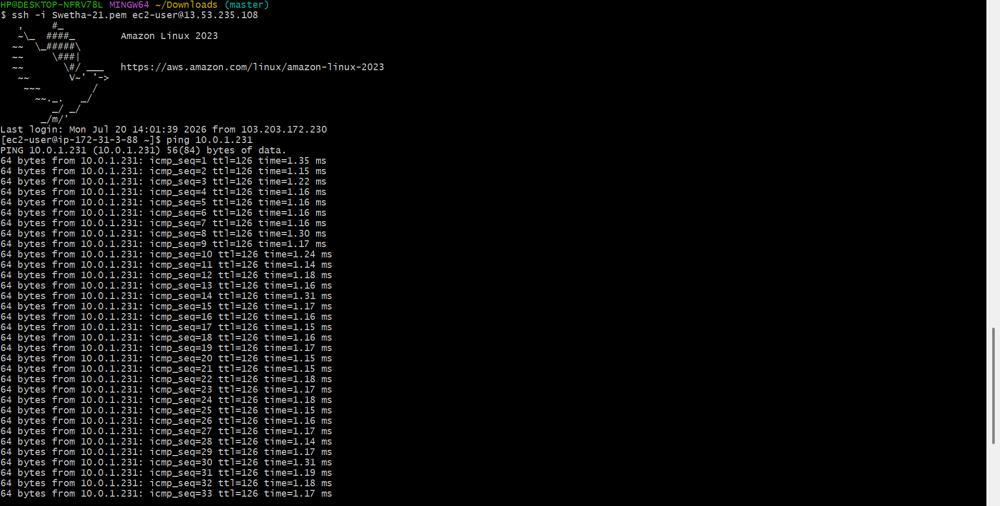 HP@DESKTOP-NFRV78L MINGW64 ~/Downloads (master)
$ ssh -i Swetha-21.pem ec2-user@13.53.235.108
   ,     #_
   ~\_  ####_        Amazon Linux 2023
  ~~  \_#####\
  ~~     \###|
  ~~       \#/ ___   https://aws.amazon.com/linux/amazon-linux-2023
   ~~       V~' '->
    ~~~         /
      ~~._.   _/
         _/ _/
       _/m/'
Last login: Mon Jul 20 14:01:39 2026 from 103.203.172.230
[ec2-user@ip-172-31-3-88 ~]$ ping 10.0.1.231
PING 10.0.1.231 (10.0.1.231) 56(84) bytes of data.
64 bytes from 10.0.1.231: icmp_seq=1 ttl=126 time=1.35 ms
64 bytes from 10.0.1.231: icmp_seq=2 ttl=126 time=1.15 ms
64 bytes from 10.0.1.231: icmp_seq=3 ttl=126 time=1.22 ms
64 bytes from 10.0.1.231: icmp_seq=4 ttl=126 time=1.16 ms
64 bytes from 10.0.1.231: icmp_seq=5 ttl=126 time=1.16 ms
64 bytes from 10.0.1.231: icmp_seq=6 ttl=126 time=1.16 ms
64 bytes from 10.0.1.231: icmp_seq=7 ttl=126 time=1.16 ms
64 bytes from 10.0.1.231: icmp_seq=8 ttl=126 time=1.30 ms
64 bytes from 10.0.1.231: icmp_seq=9 ttl=126 time=1.17 ms
64 bytes from 10.0.1.231: icmp_seq=10 ttl=126 time=1.24 ms
64 bytes from 10.0.1.231: icmp_seq=11 ttl=126 time=1.14 ms
64 bytes from 10.0.1.231: icmp_seq=12 ttl=126 time=1.18 ms
64 bytes from 10.0.1.231: icmp_seq=13 ttl=126 time=1.16 ms
64 bytes from 10.0.1.231: icmp_seq=14 ttl=126 time=1.31 ms
64 bytes from 10.0.1.231: icmp_seq=15 ttl=126 time=1.17 ms
64 bytes from 10.0.1.231: icmp_seq=16 ttl=126 time=1.16 ms
64 bytes from 10.0.1.231: icmp_seq=17 ttl=126 time=1.15 ms
64 bytes from 10.0.1.231: icmp_seq=18 ttl=126 time=1.16 ms
64 bytes from 10.0.1.231: icmp_seq=19 ttl=126 time=1.17 ms
64 bytes from 10.0.1.231: icmp_seq=20 ttl=126 time=1.15 ms
64 bytes from 10.0.1.231: icmp_seq=21 ttl=126 time=1.15 ms
64 bytes from 10.0.1.231: icmp_seq=22 ttl=126 time=1.18 ms
64 bytes from 10.0.1.231: icmp_seq=23 ttl=126 time=1.17 ms
64 bytes from 10.0.1.231: icmp_seq=24 ttl=126 time=1.18 ms
64 bytes from 10.0.1.231: icmp_seq=25 ttl=126 time=1.15 ms
64 bytes from 10.0.1.231: icmp_seq=26 ttl=126 time=1.16 ms
64 bytes from 10.0.1.231: icmp_seq=27 ttl=126 time=1.17 ms
64 bytes from 10.0.1.231: icmp_seq=28 ttl=126 time=1.14 ms
64 bytes from 10.0.1.231: icmp_seq=29 ttl=126 time=1.17 ms
64 bytes from 10.0.1.231: icmp_seq=30 ttl=126 time=1.31 ms
64 bytes from 10.0.1.231: icmp_seq=31 ttl=126 time=1.19 ms
64 bytes from 10.0.1.231: icmp_seq=32 ttl=126 time=1.18 ms
64 bytes from 10.0.1.231: icmp_seq=33 ttl=126 time=1.17 ms